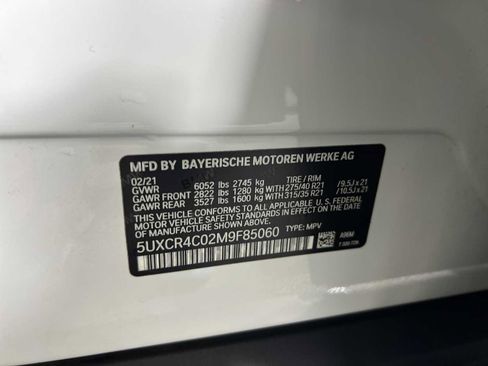 MFD BY BAYERISCHE MOTOREN WERKE AG
02/21 TIRE / RIM
GVWR 6052 lbs 2745 kg
GAWR FRONT 2822 lbs 1280 kg WITH 275/40 R21 / 9.5J x 21
GAWR REAR 3527 lbs 1600 kg WITH 315/35 R21 / 10.5J x 21
THIS VEHICLE CONFORMS TO ALL APPLICABLE U.S. FEDERAL
MOTOR VEHICLE SAFETY STANDARDS IN EFFECT ON THE DATE
OF MANUFACTURE SHOWN ABOVE.
5UXCR4C02M9F85060 TYPE: MPV
A96M